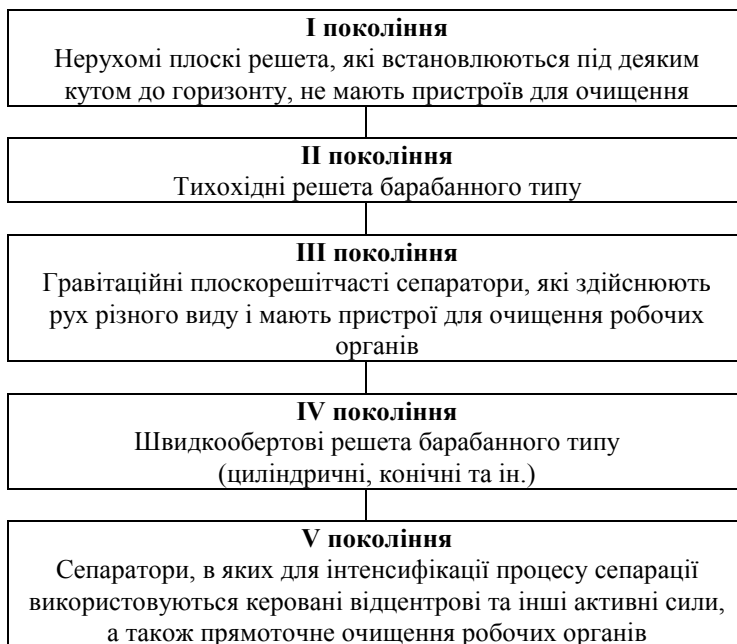 І покоління
Нерухомі плоскі решета, які встановлюються під деяким
кутом до горизонту, не мають пристроїв для очищення
ІІ покоління
Тихохідні решета барабанного типу
ІІІ покоління
Гравітаційні плоскорешітчасті сепаратори, які здійснюють
рух різного виду і мають пристрої для очищення робочих
органів
IV покоління
Швидкообертові решета барабанного типу
(циліндричні, конічні та ін.)
V покоління
Сепаратори, в яких для інтенсифікації процесу сепарації
використовуються керовані відцентрові та інші активні сили,
а також прямоточне очищення робочих органів